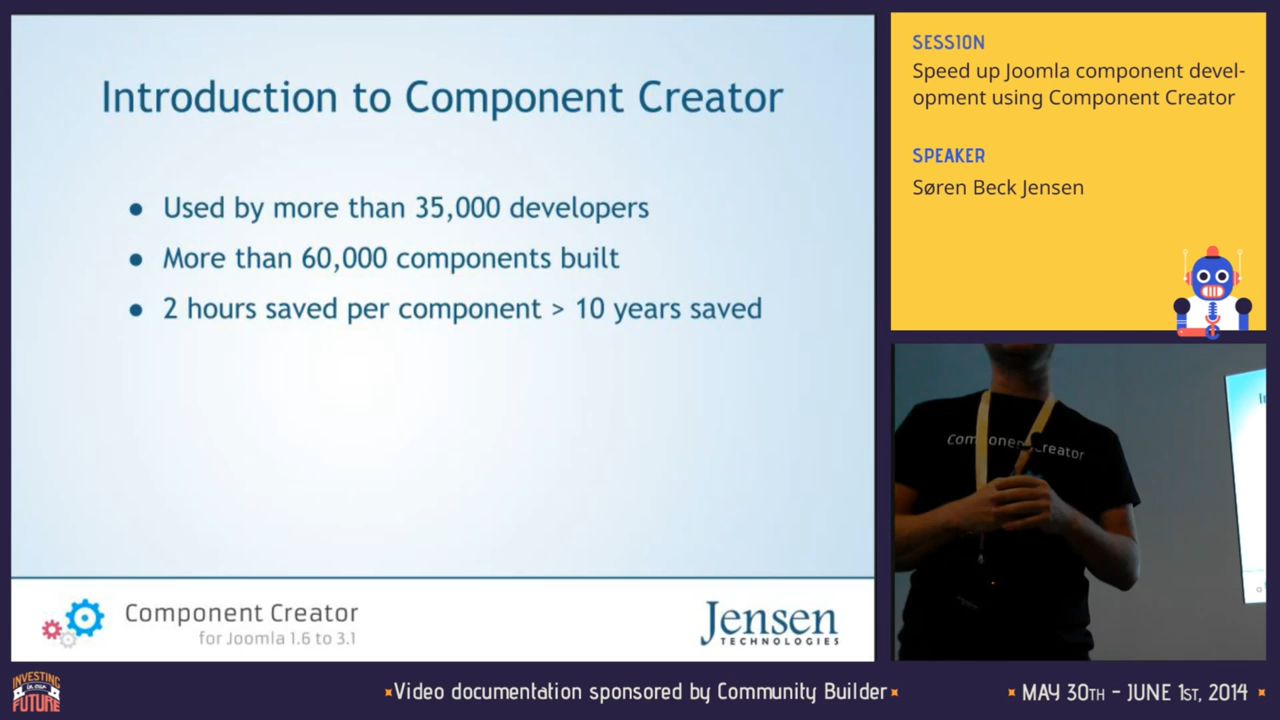 Introduction to Component Creator
● Used by more than 35,000 developers
● More than 60,000 components built
● 2 hours saved per component > 10 years saved
Component Creator
for Joomla 1.6 to 3.1
Jensen
TECHNOLOGIES
SESSION
Speed up Joomla component devel-
opment using Component Creator
SPEAKER
Søren Beck Jensen
Component Creator
INVESTING
IN OUR
FUTURE
Video documentation sponsored by Community Builder
MAY 30TH - JUNE 1ST, 2014